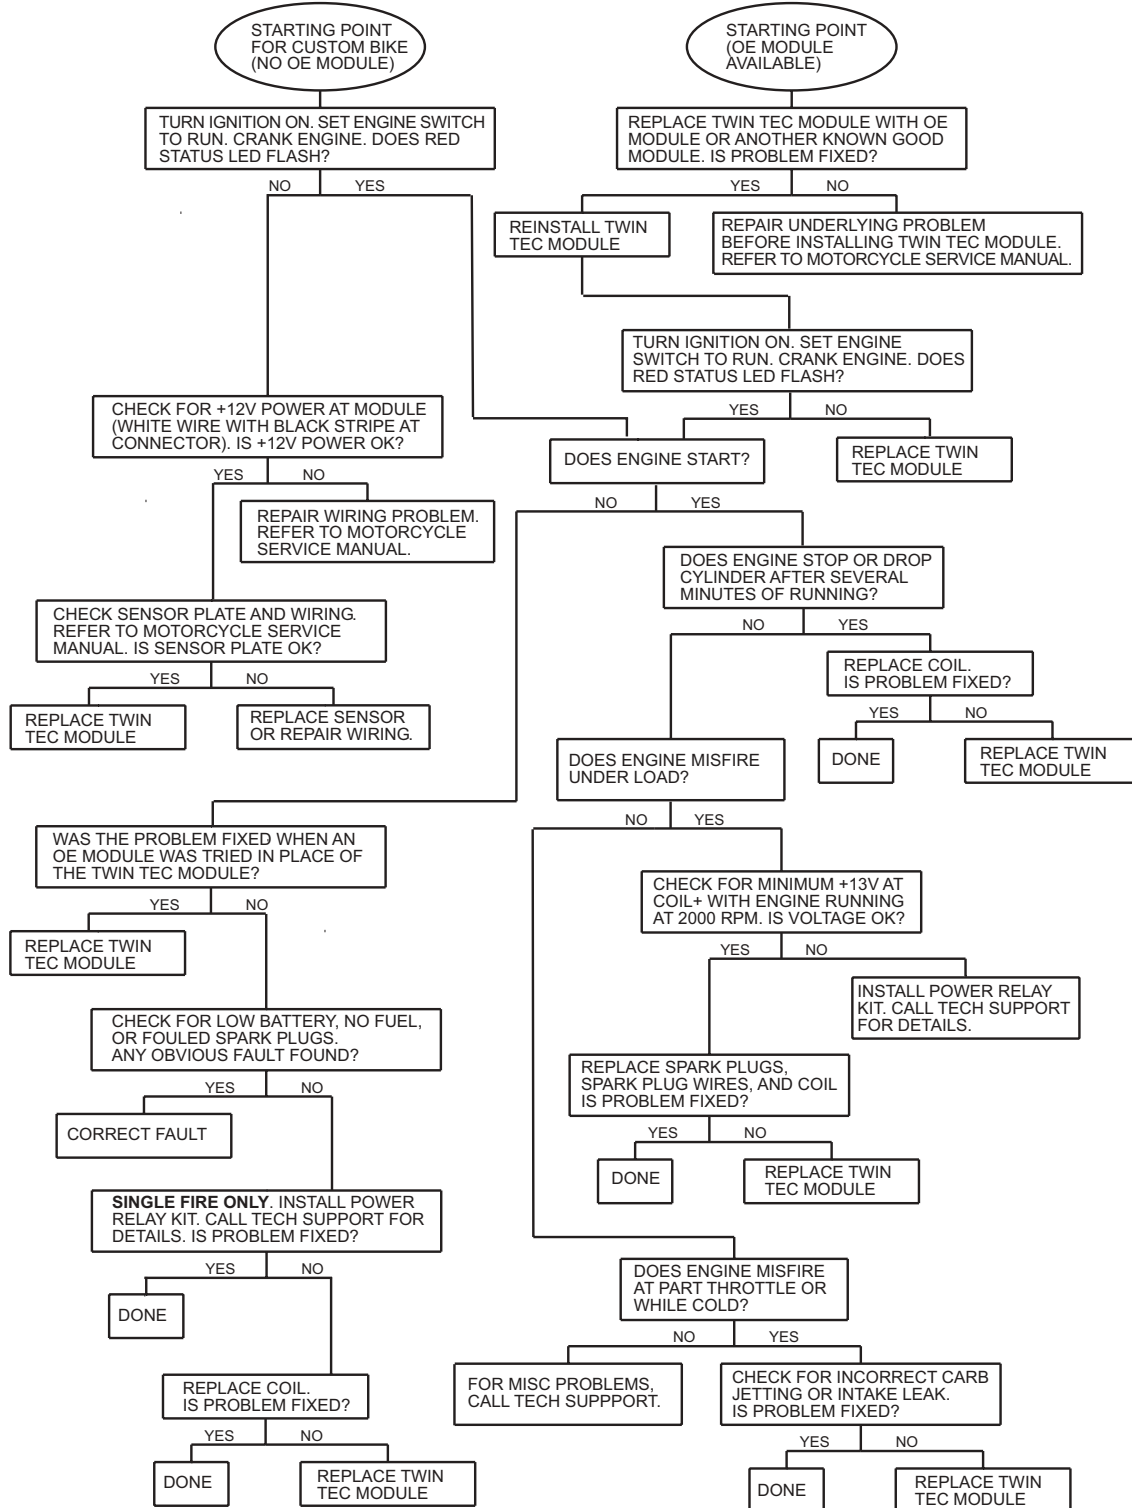 STARTING POINT
FOR CUSTOM BIKE
(NO OE MODULE)
STARTING POINT
(OE MODULE
AVAILABLE)
TURN IGNITION ON. SET ENGINE SWITCH
TO RUN. CRANK ENGINE. DOES RED
STATUS LED FLASH?
REPLACE TWIN TEC MODULE WITH OE
MODULE OR ANOTHER KNOWN GOOD
MODULE. IS PROBLEM FIXED?
NO YES
YES NO
REINSTALL TWIN
TEC MODULE
REPAIR UNDERLYING PROBLEM
BEFORE INSTALLING TWIN TEC MODULE.
REFER TO MOTORCYCLE SERVICE MANUAL.
TURN IGNITION ON. SET ENGINE
SWITCH TO RUN. CRANK ENGINE. DOES
RED STATUS LED FLASH?
YES NO
CHECK FOR +12V POWER AT MODULE
(WHITE WIRE WITH BLACK STRIPE AT
CONNECTOR). IS +12V POWER OK?
DOES ENGINE START?
REPLACE TWIN
TEC MODULE
YES NO
NO YES
REPAIR WIRING PROBLEM.
REFER TO MOTORCYCLE
SERVICE MANUAL.
DOES ENGINE STOP OR DROP
CYLINDER AFTER SEVERAL
MINUTES OF RUNNING?
CHECK SENSOR PLATE AND WIRING.
REFER TO MOTORCYCLE SERVICE
MANUAL. IS SENSOR PLATE OK?
NO YES
YES NO
REPLACE COIL.
IS PROBLEM FIXED?
REPLACE TWIN
TEC MODULE
REPLACE SENSOR
OR REPAIR WIRING.
YES NO
DOES ENGINE MISFIRE
UNDER LOAD?
DONE
REPLACE TWIN
TEC MODULE
NO YES
WAS THE PROBLEM FIXED WHEN AN
OE MODULE WAS TRIED IN PLACE OF
THE TWIN TEC MODULE?
CHECK FOR MINIMUM +13V AT
COIL+ WITH ENGINE RUNNING
AT 2000 RPM. IS VOLTAGE OK?
YES NO
REPLACE TWIN
TEC MODULE
YES NO
INSTALL POWER RELAY
KIT. CALL TECH SUPPORT
FOR DETAILS.
CHECK FOR LOW BATTERY, NO FUEL,
OR FOULED SPARK PLUGS.
ANY OBVIOUS FAULT FOUND?
REPLACE SPARK PLUGS,
SPARK PLUG WIRES, AND COIL
IS PROBLEM FIXED?
YES NO
CORRECT FAULT
YES NO
DONE
REPLACE TWIN
TEC MODULE
SINGLE FIRE ONLY. INSTALL POWER
RELAY KIT. CALL TECH SUPPORT FOR
DETAILS. IS PROBLEM FIXED?
YES NO
DOES ENGINE MISFIRE
AT PART THROTTLE OR
WHILE COLD?
DONE
NO YES
REPLACE COIL.
IS PROBLEM FIXED?
FOR MISC PROBLEMS,
CALL TECH SUPPPORT.
CHECK FOR INCORRECT CARB
JETTING OR INTAKE LEAK.
IS PROBLEM FIXED?
YES NO
YES NO
DONE
REPLACE TWIN
TEC MODULE
DONE
REPLACE TWIN
TEC MODULE